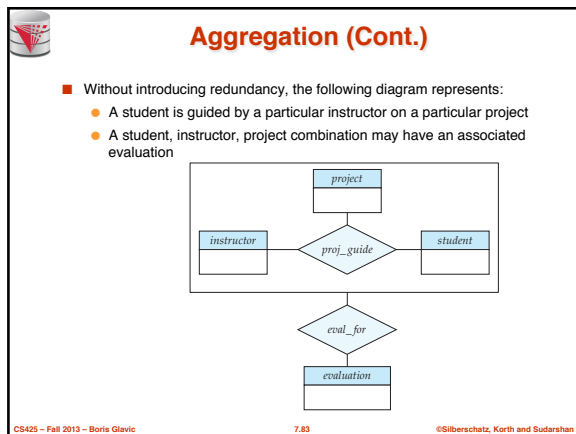 Aggregation (Cont.)
Without introducing redundancy, the following diagram represents:
A student is guided by a particular instructor on a particular project
A student, instructor, project combination may have an associated
evaluation
project
instructor
proj_guide
student
eval_for
evaluation
CS425 – Fall 2013 – Boris Glavic
7.83
©Silberschatz, Korth and Sudarshan